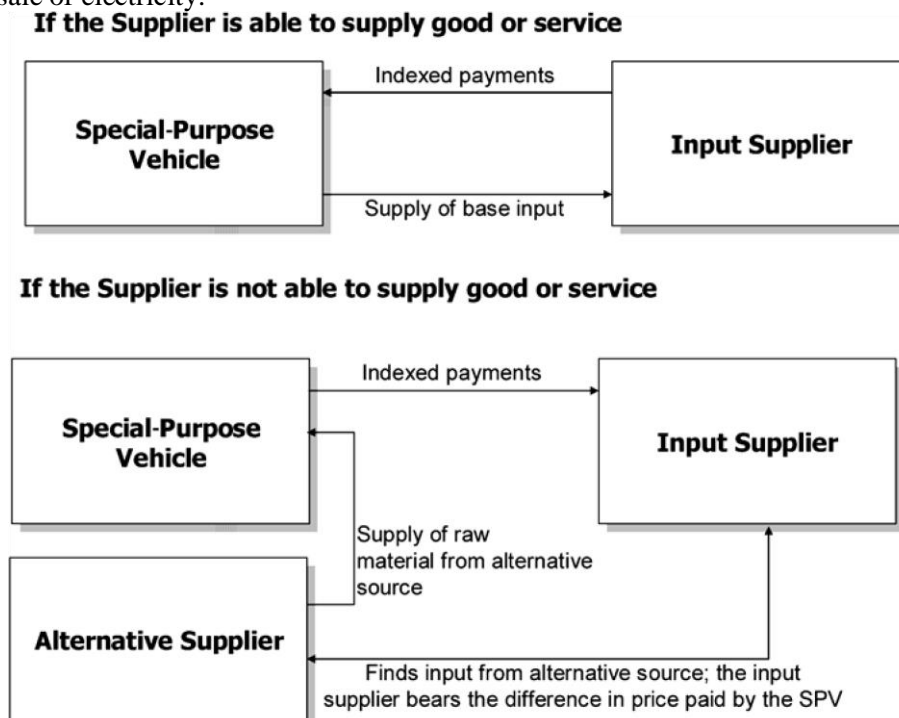 sale of electricity.
If the Supplier is able to supply good or service
Indexed payments
Special-Purpose
Vehicle
Input Supplier
Supply of base input
If the Supplier is not able to supply good or service
Indexed payments
Special-Purpose
Vehicle
Input Supplier
Supply of raw
material from alternative
source
Alternative Supplier
Finds input from alternative source; the input
supplier bears the difference in price paid by the SPV